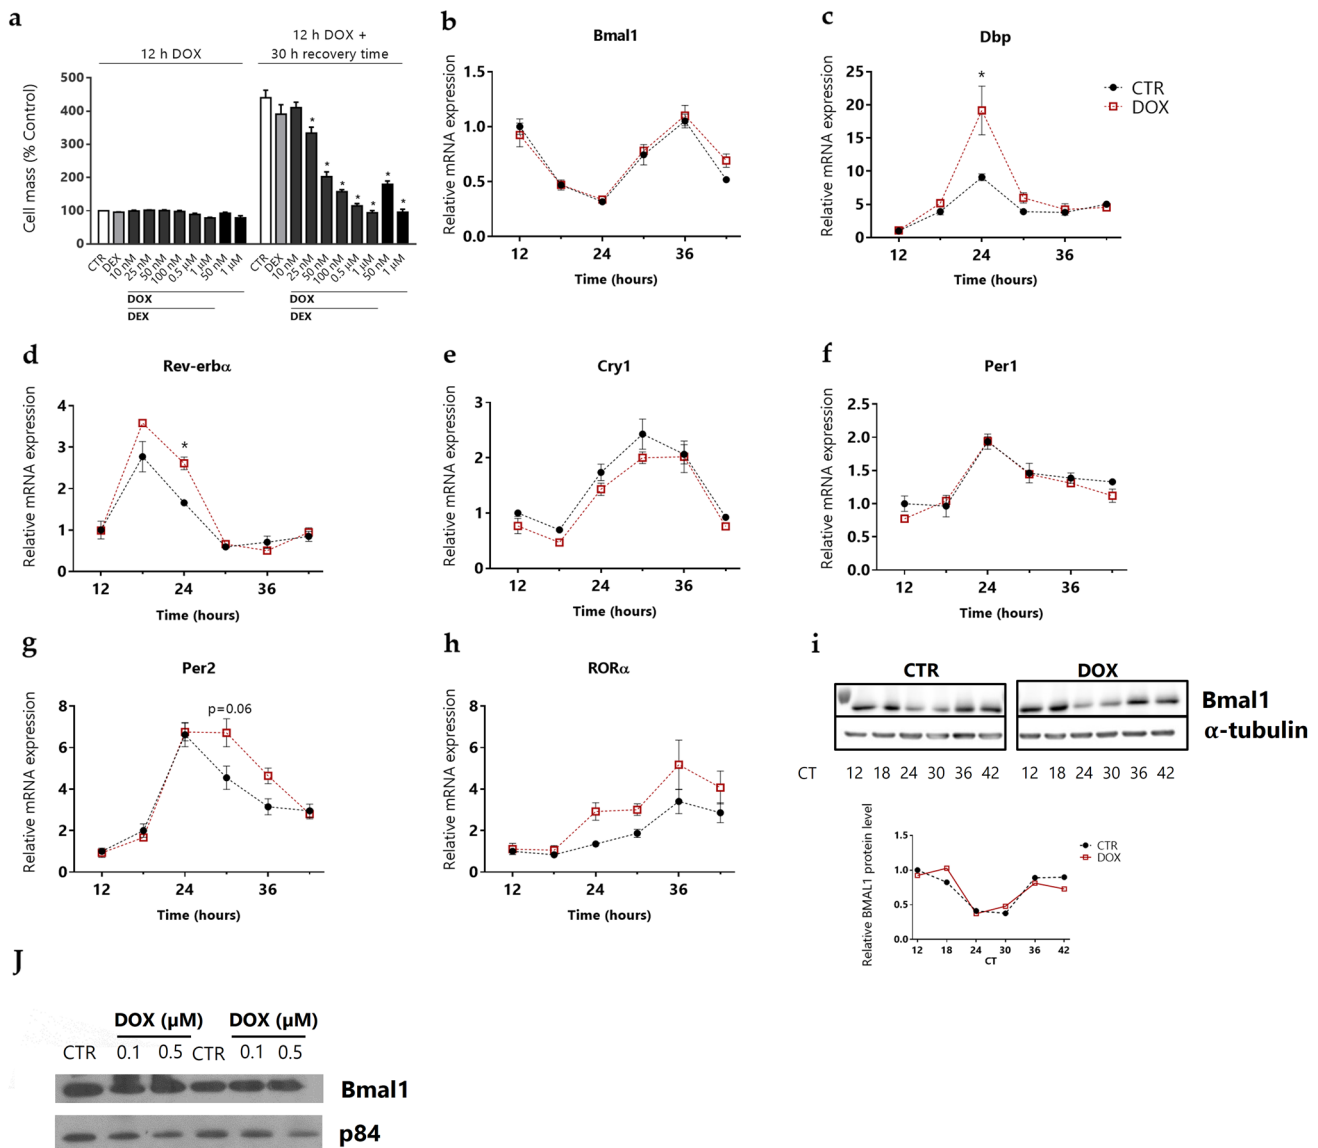 a
12 h DOX
12 h DOX +
30 h recovery time
Cell mass (% Control)
500
400
300
200
100
0
* * * * * * *
CTR
DEX
10 nM
25 nM
50 nM
100 nM
0.5 µM
1 µM
50 nM
1 µM
CTR
DEX
10 nM
25 nM
50 nM
100 nM
0.5 µM
1 µM
50 nM
1 µM
DOX
DEX
DOX
DEX
b
Bmal1
Relative mRNA expression
1.5
1.0
0.5
0.0
12 24 36
Time (hours)
c
Dbp
Relative mRNA expression
25
20
15
10
5
0
*
12 24 36
Time (hours)
CTR
DOX
d
Rev-erbα
Relative mRNA expression
4
3
2
1
0
*
12 24 36
Time (hours)
e
Cry1
Relative mRNA expression
3
2
1
0
12 24 36
Time (hours)
f
Per1
Relative mRNA expression
2.5
2.0
1.5
1.0
0.5
0.0
12 24 36
Time (hours)
g
Per2
Relative mRNA expression
8
6
4
2
0
p=0.06
12 24 36
Time (hours)
h
RORα
Relative mRNA expression
8
6
4
2
0
12 24 36
Time (hours)
i
CTR DOX
Bmal1
α-tubulin
CT 12 18 24 30 36 42 12 18 24 30 36 42
Relative BMAL1 protein level
1.5
1.0
0.5
0.0
12 18 24 30 36 42
CT
CTR
DOX
J
DOX (µM) DOX (µM)
CTR 0.1 0.5 CTR 0.1 0.5
Bmal1
p84